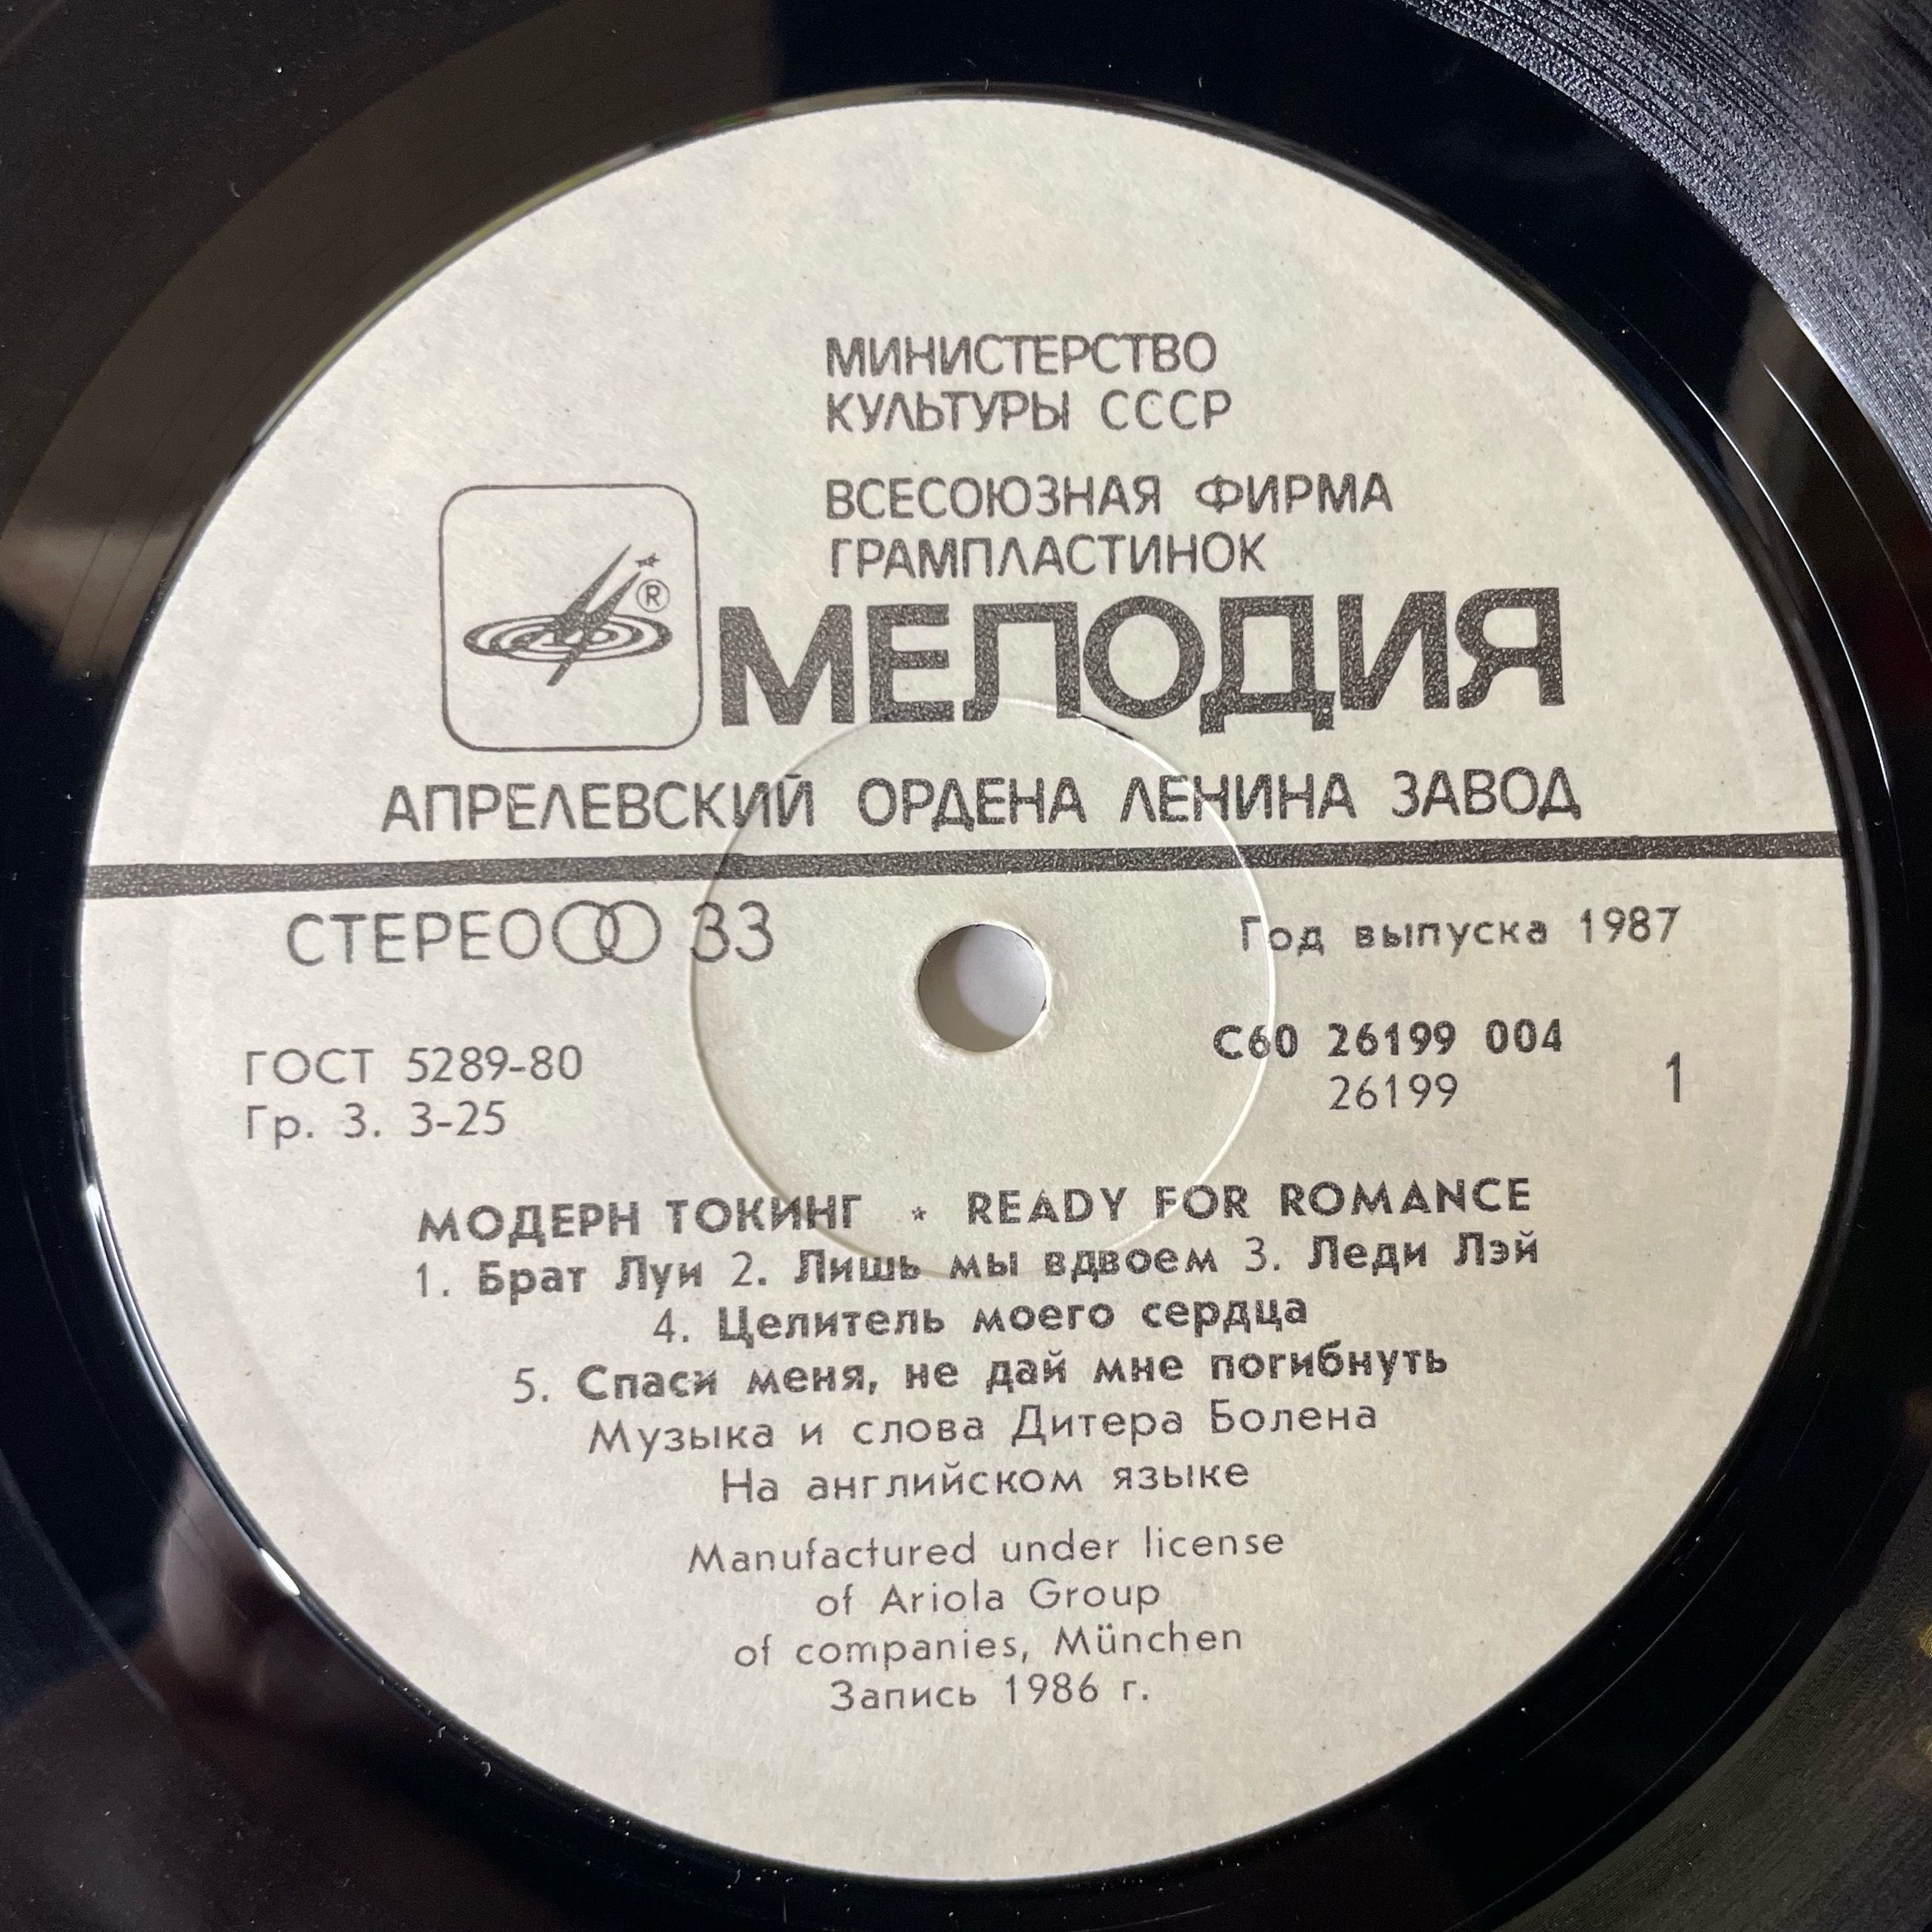 МИНИСТЕРСТВО
КУЛЬТУРЫ СССР
ВСЕСОЮЗНАЯ ФИРМА
ГРАМПЛАСТИНОК
®
МЕЛОДИЯ
АПРЕЛЕВСКИЙ ОРДЕНА ЛЕНИНА ЗАВОД
СТЕРЕО 33
Год выпуска 1987
ГОСТ 5289-80
Гр. 3. 3-25
С60 26199 004
26199
1
МОДЕРН ТОКИНГ * READY FOR ROMANCE
1. Брат Луи 2. Лишь мы вдвоем 3. Леди Лэй
4. Целитель моего сердца
5. Спаси меня, не дай мне погибнуть
Музыка и слова Дитера Болена
На английском языке
Manufactured under license
of Ariola Group
of companies, München
Запись 1986 г.